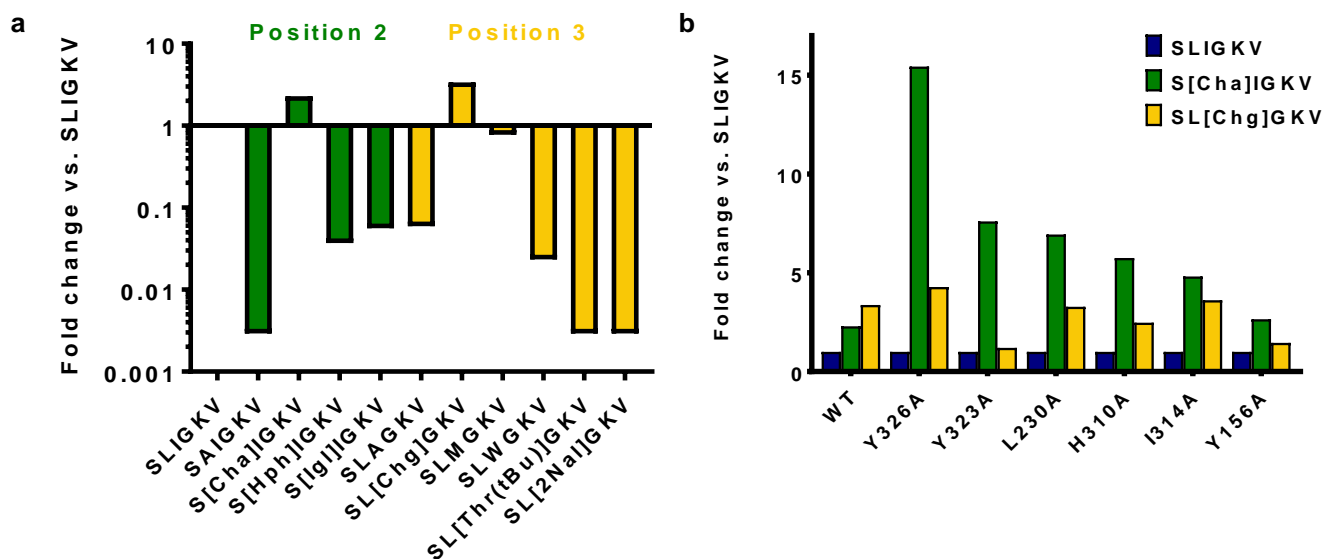 a
Position 2 Position 3
Fold change vs. SLIGKV
10
1
0.1
0.01
0.001
SLIGKV
SAIGKV
S[Cha]IGKV
S[Hph]IGKV
S[Igl]IGKV
SLAGKV
SL[Chg]GKV
SLMGKV
SLWGKV
SL[Thr(tBu)]GKV
SL[2Nal]GKV
b
Fold change vs. SLIGKV
15
10
5
0
SLIGKV
S[Cha]IGKV
SL[Chg]GKV
WT
Y326A
Y323A
L230A
H310A
I314A
Y156A